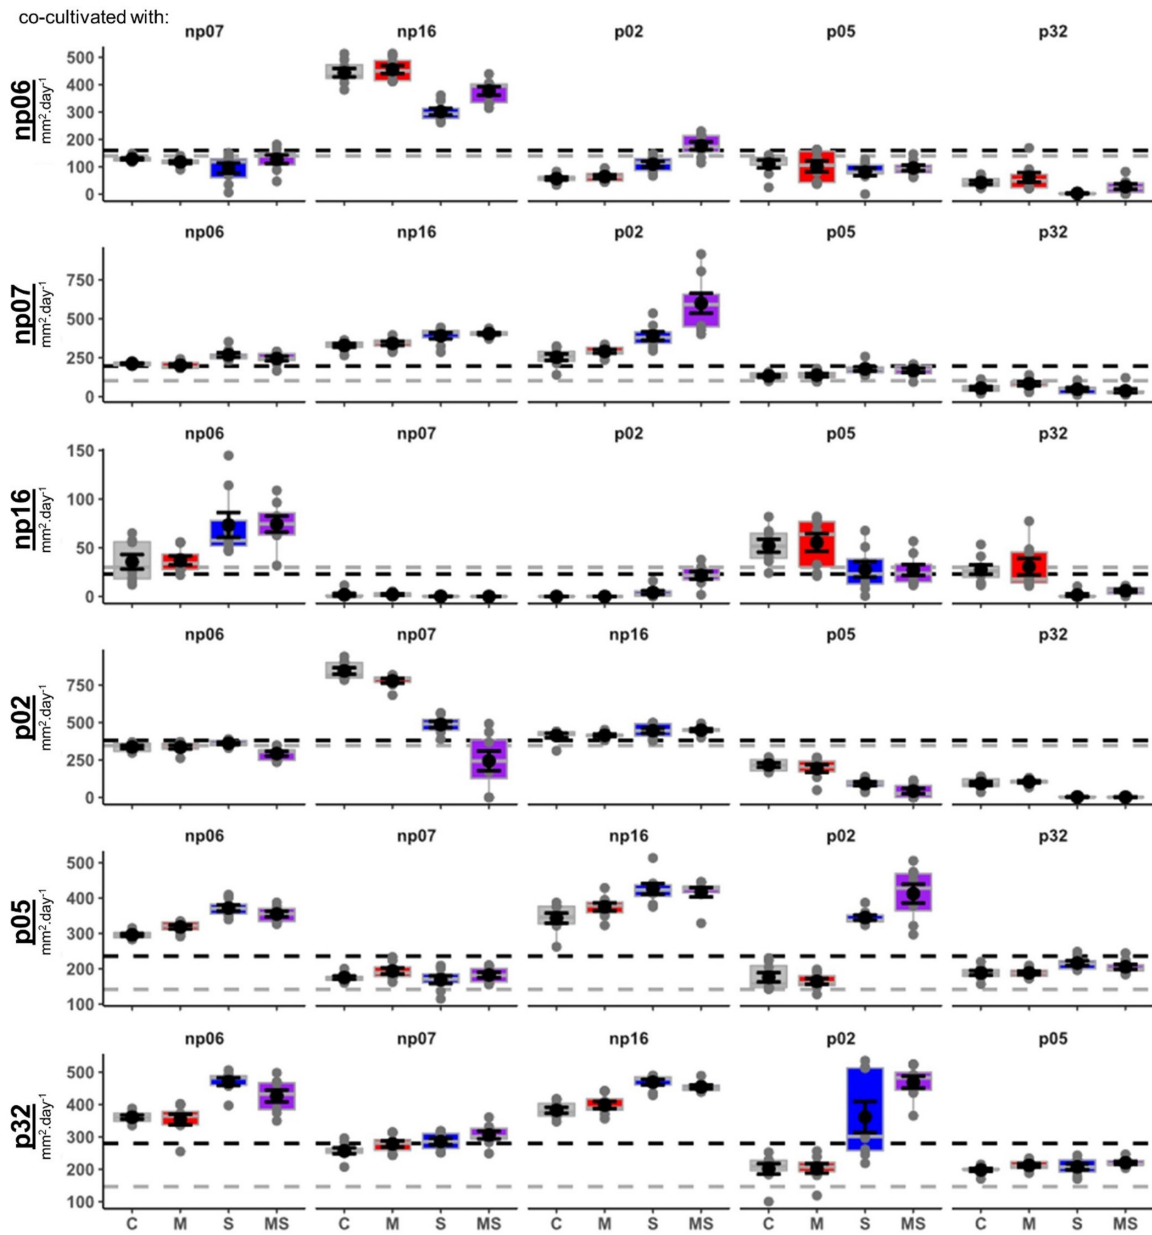 co-cultivated with:
np07 np16 p02 p05 p32
np06
mm².day⁻¹
500
400
300
200
100
0
np06 np16 p02 p05 p32
np07
mm².day⁻¹
750
500
250
0
np06 np07 p02 p05 p32
np16
mm².day⁻¹
150
100
50
0
np06 np07 np16 p05 p32
p02
mm².day⁻¹
750
500
250
0
np06 np07 np16 p02 p32
p05
mm².day⁻¹
500
400
300
200
100
np06 np07 np16 p02 p05
p32
mm².day⁻¹
500
400
300
200
100
C M S MS C M S MS C M S MS C M S MS C M S MS